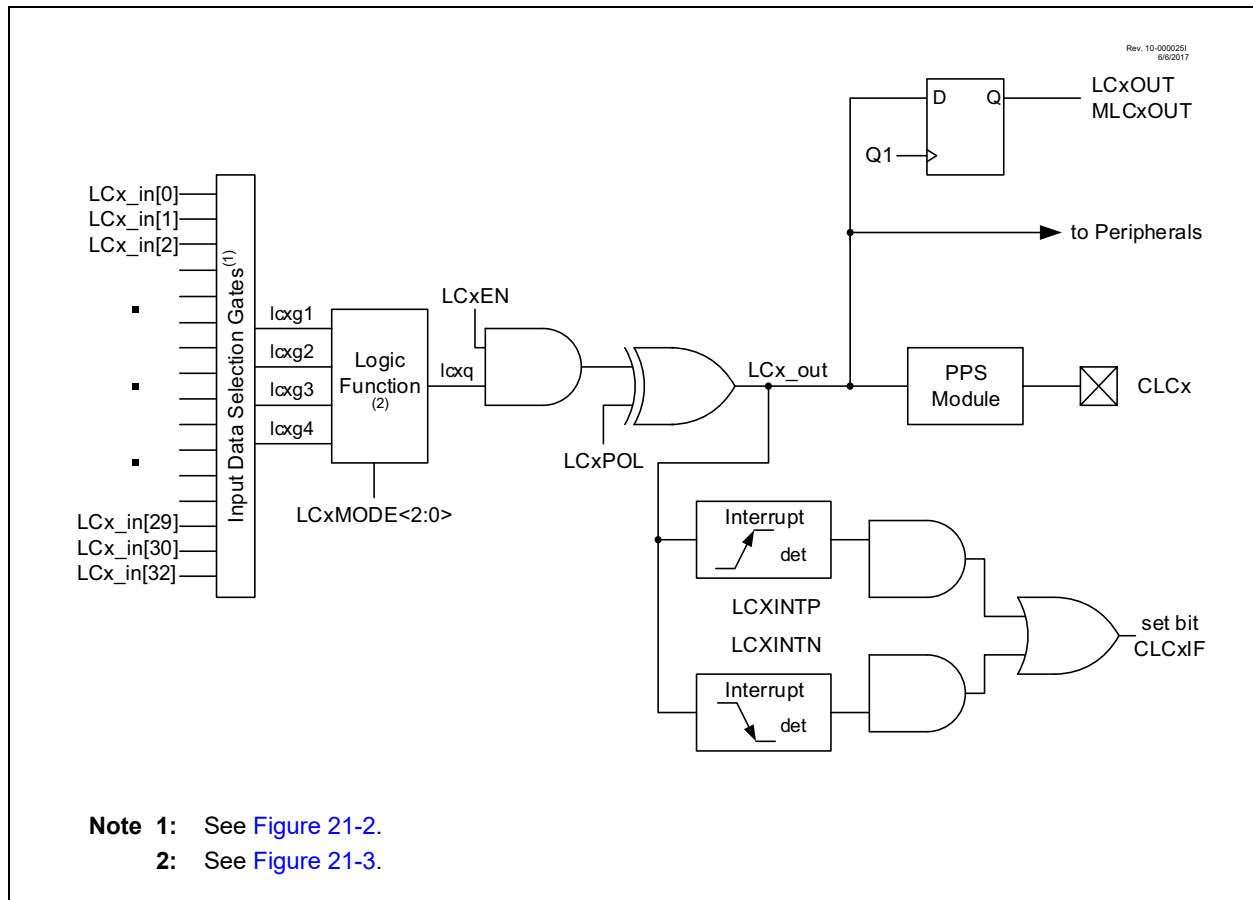 Rev. 10-000025I
6/6/2017
LCxOUT
MLCxOUT
D
Q
Q1
to Peripherals
LCx_in[0]
LCx_in[1]
LCx_in[2]
LCx_in[29]
LCx_in[30]
LCx_in[32]
Input Data Selection Gates(1)
lcxg1
lcxg2
lcxg3
lcxg4
Logic
Function
(2)
LCxMODE<2:0>
lcxq
LCxEN
LCxPOL
LCx_out
PPS
Module
CLCx
Interrupt
det
LCXINTP
LCXINTN
Interrupt
det
set bit
CLCxIF
Note 1: See Figure 21-2.
2: See Figure 21-3.